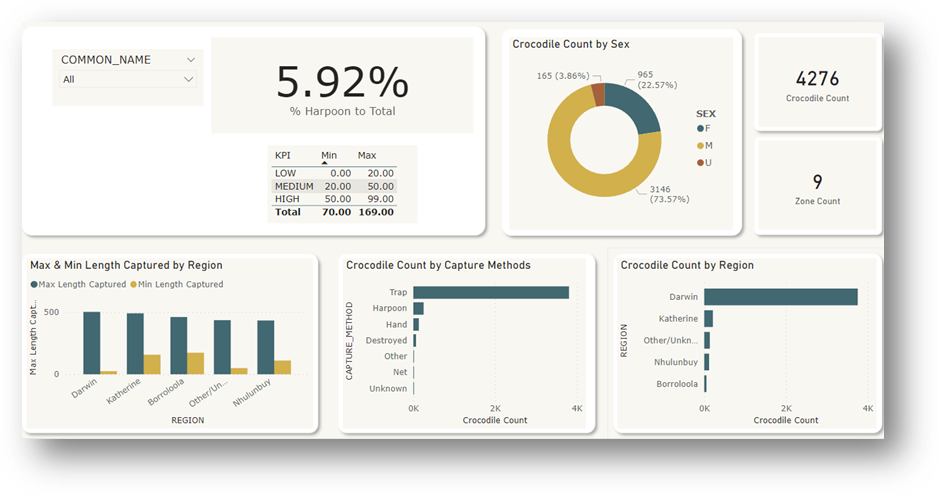 COMMON_NAME
All
5.92%
% Harpoon to Total
KPI Min Max
LOW 0.00 20.00
MEDIUM 20.00 50.00
HIGH 50.00 99.00
Total 70.00 169.00
Crocodile Count by Sex
165 (3.86%)
965
(22.57%)
3146
(73.57%)
SEX
F
M
U
4276
Crocodile Count
9
Zone Count
Max & Min Length Captured by Region
Max Length Captured Min Length Captured
Max Length Capt...
500
0
Darwin
Katherine
Borroloola
Other/Un...
Nhulunbuy
REGION
Crocodile Count by Capture Methods
CAPTURE_METHOD
Trap
Harpoon
Hand
Destroyed
Other
Net
Unknown
0K 2K 4K
Crocodile Count
Crocodile Count by Region
REGION
Darwin
Katherine
Other/Unkn...
Nhulunbuy
Borroloola
0K 2K 4K
Crocodile Count